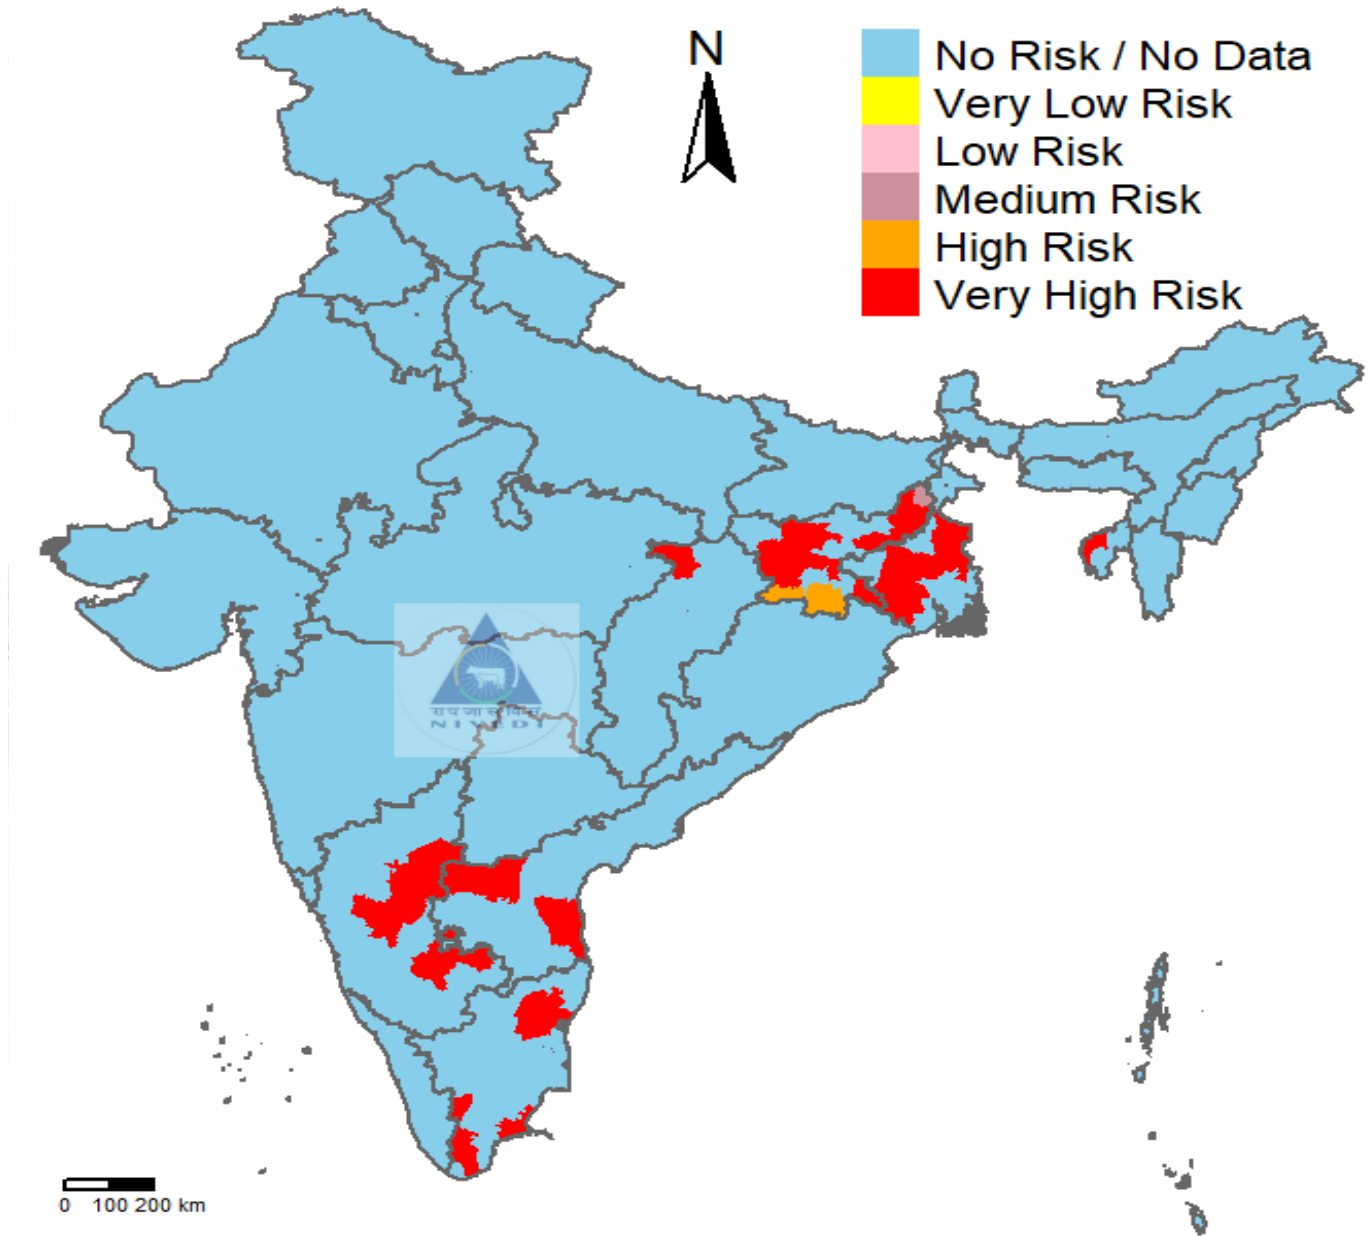 N
No Risk / No Data
Very Low Risk
Low Risk
Medium Risk
High Risk
Very High Risk
N I V E D I
0 100 200 km